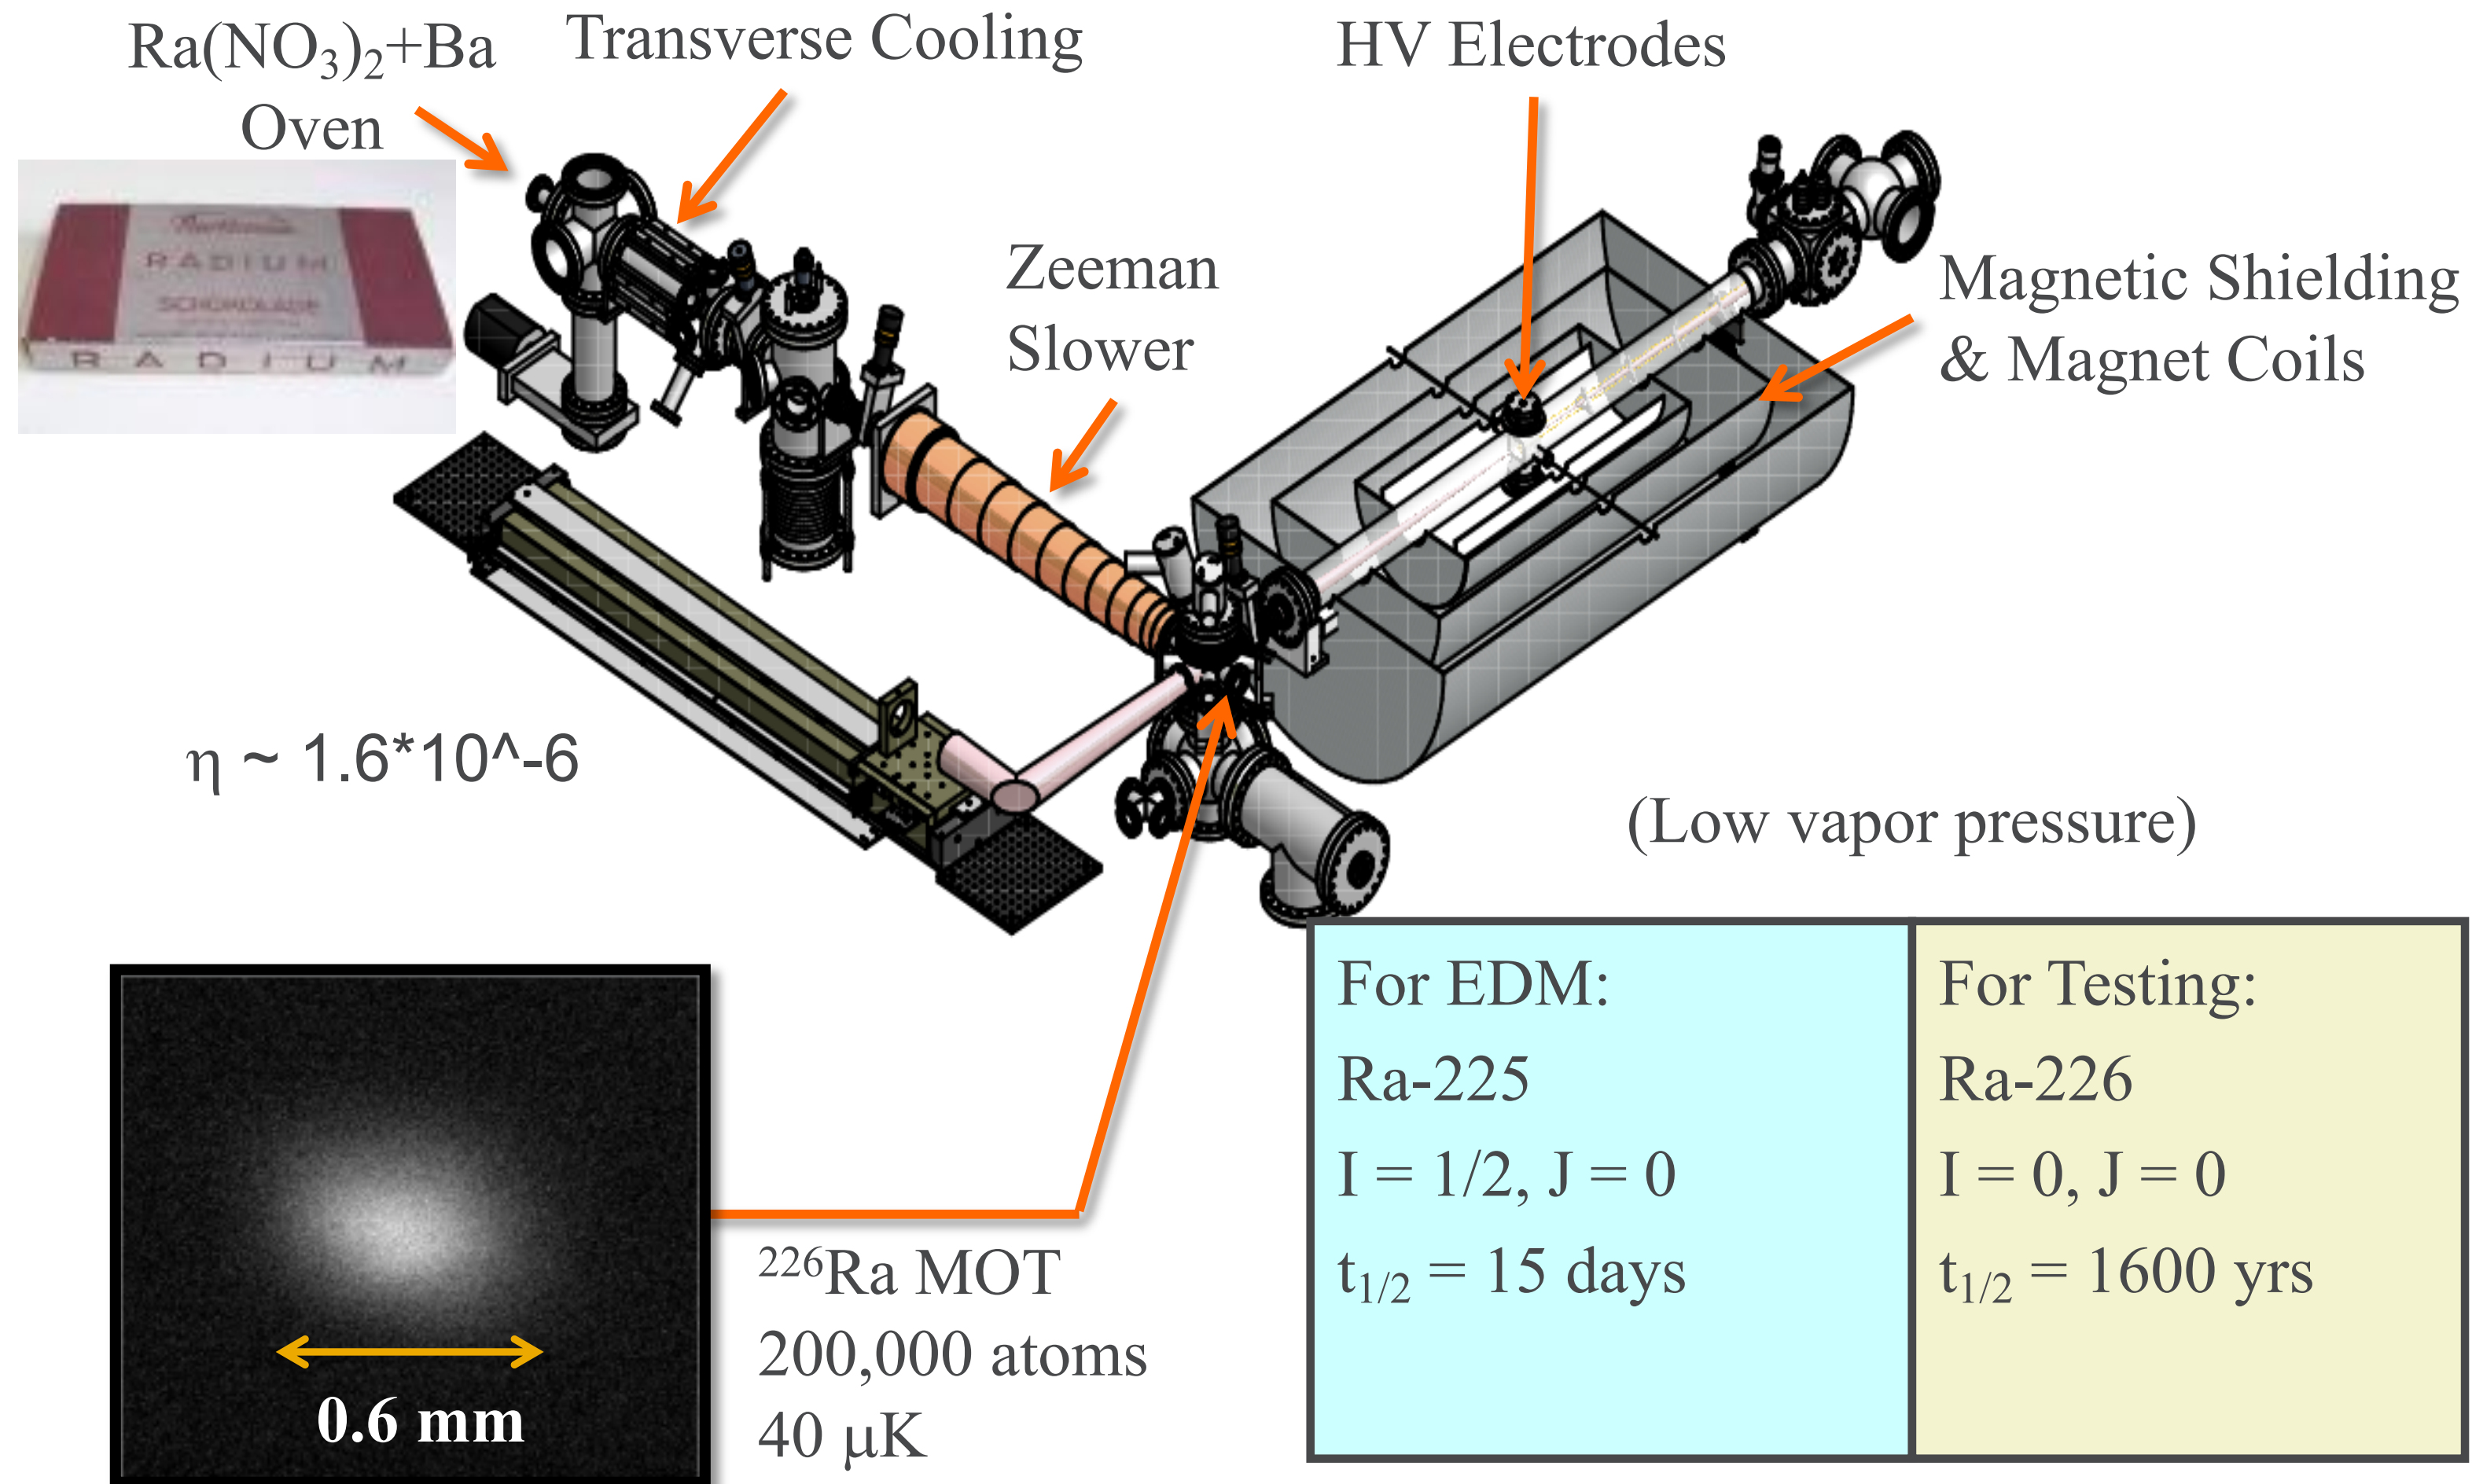 Ra(NO₃)₂+Ba
Oven
Transverse Cooling
HV Electrodes
RADIUM
SCHOKOLADE
RADIUM
Zeeman
Slower
Magnetic Shielding
& Magnet Coils
η ~ 1.6*10^-6
(Low vapor pressure)
0.6 mm
²²⁶Ra MOT
200,000 atoms
40 μK
For EDM:
Ra-225
I = 1/2, J = 0
t₁/₂ = 15 days
For Testing:
Ra-226
I = 0, J = 0
t₁/₂ = 1600 yrs